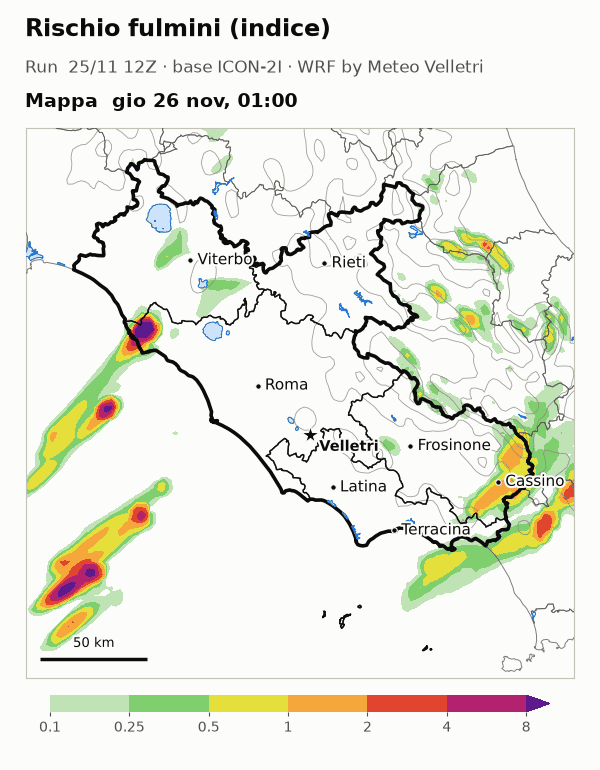 Rischio fulmini (indice)
Run  25/11 12Z · base ICON-2I · WRF by Meteo Velletri
Mappa  gio 26 nov, 01:00
Viterbo
Rieti
Roma
Velletri
Frosinone
Cassino
Latina
Terracina
50 km
0.1 0.25 0.5 1 2 4 8